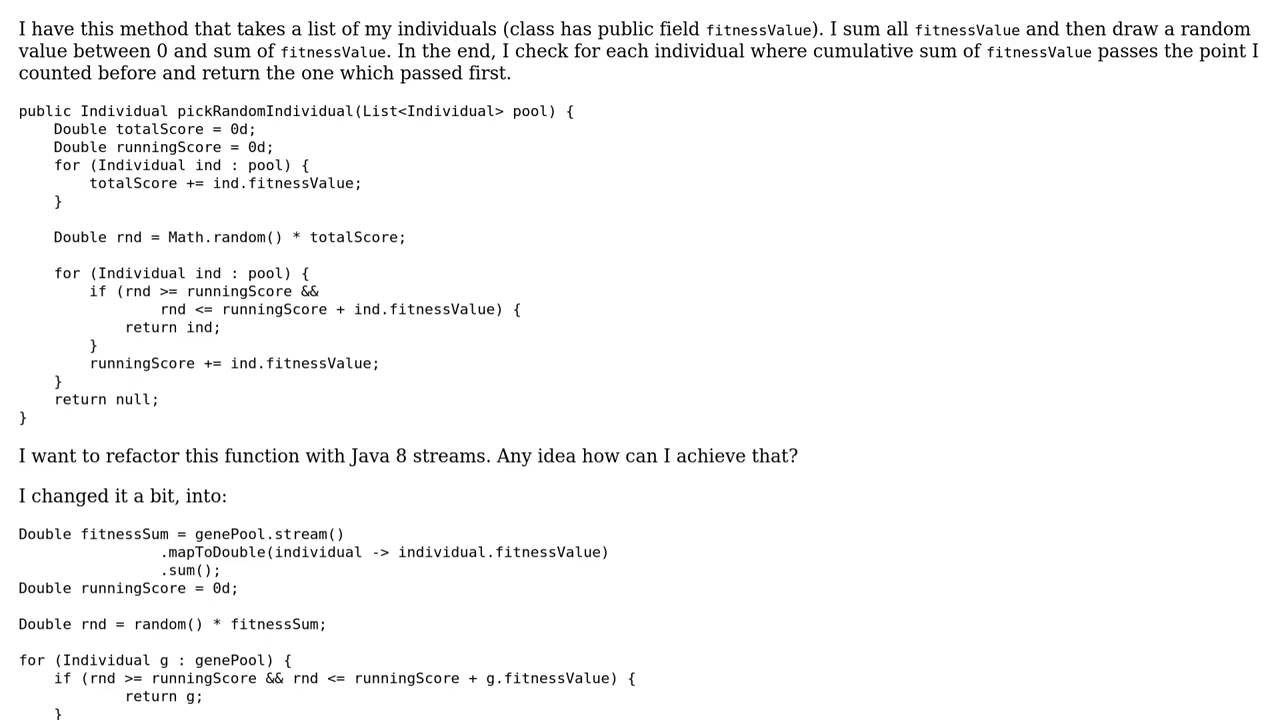 I have this method that takes a list of my individuals (class has public field fitnessValue). I sum all fitnessValue and then draw a random
value between 0 and sum of fitnessValue. In the end, I check for each individual where cumulative sum of fitnessValue passes the point I
counted before and return the one which passed first.
public Individual pickRandomIndividual(List<Individual> pool) {
    Double totalScore = 0d;
    Double runningScore = 0d;
    for (Individual ind : pool) {
        totalScore += ind.fitnessValue;
    }
    Double rnd = Math.random() * totalScore;
    for (Individual ind : pool) {
        if (rnd >= runningScore &&
                rnd <= runningScore + ind.fitnessValue) {
            return ind;
        }
        runningScore += ind.fitnessValue;
    }
    return null;
}
I want to refactor this function with Java 8 streams. Any idea how can I achieve that?
I changed it a bit, into:
Double fitnessSum = genePool.stream()
                .mapToDouble(individual -> individual.fitnessValue)
                .sum();
Double runningScore = 0d;
Double rnd = random() * fitnessSum;
for (Individual g : genePool) {
    if (rnd >= runningScore && rnd <= runningScore + g.fitnessValue) {
            return g;
    }